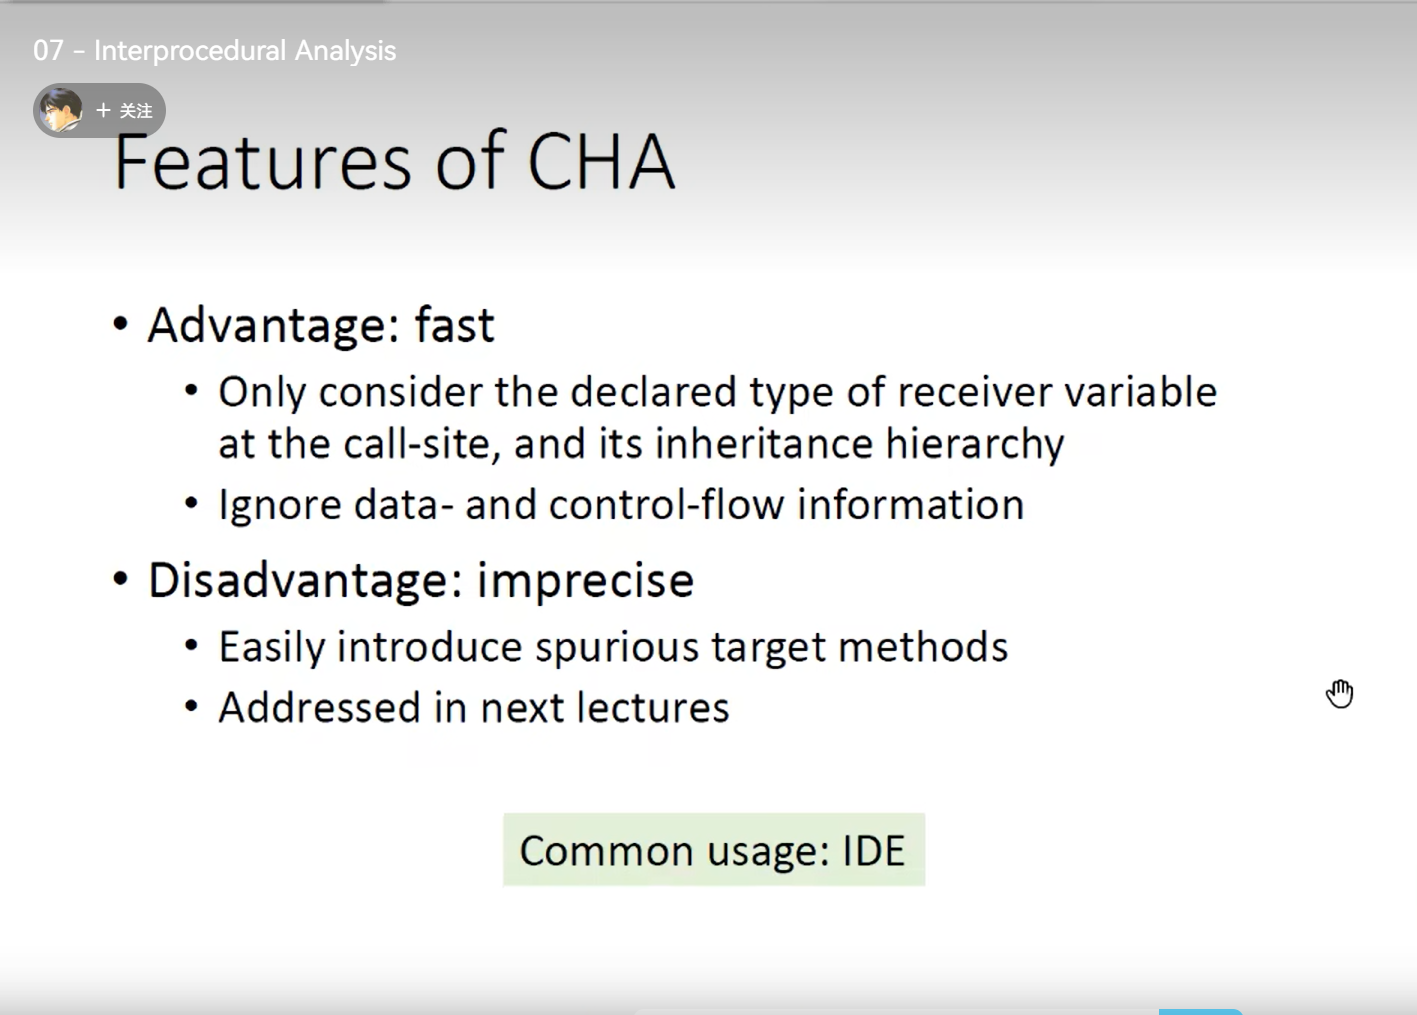 07 - Interprocedural Analysis
+ 关注
Features of CHA
• Advantage: fast
• Only consider the declared type of receiver variable
at the call-site, and its inheritance hierarchy
• Ignore data- and control-flow information
• Disadvantage: imprecise
• Easily introduce spurious target methods
• Addressed in next lectures
Common usage: IDE